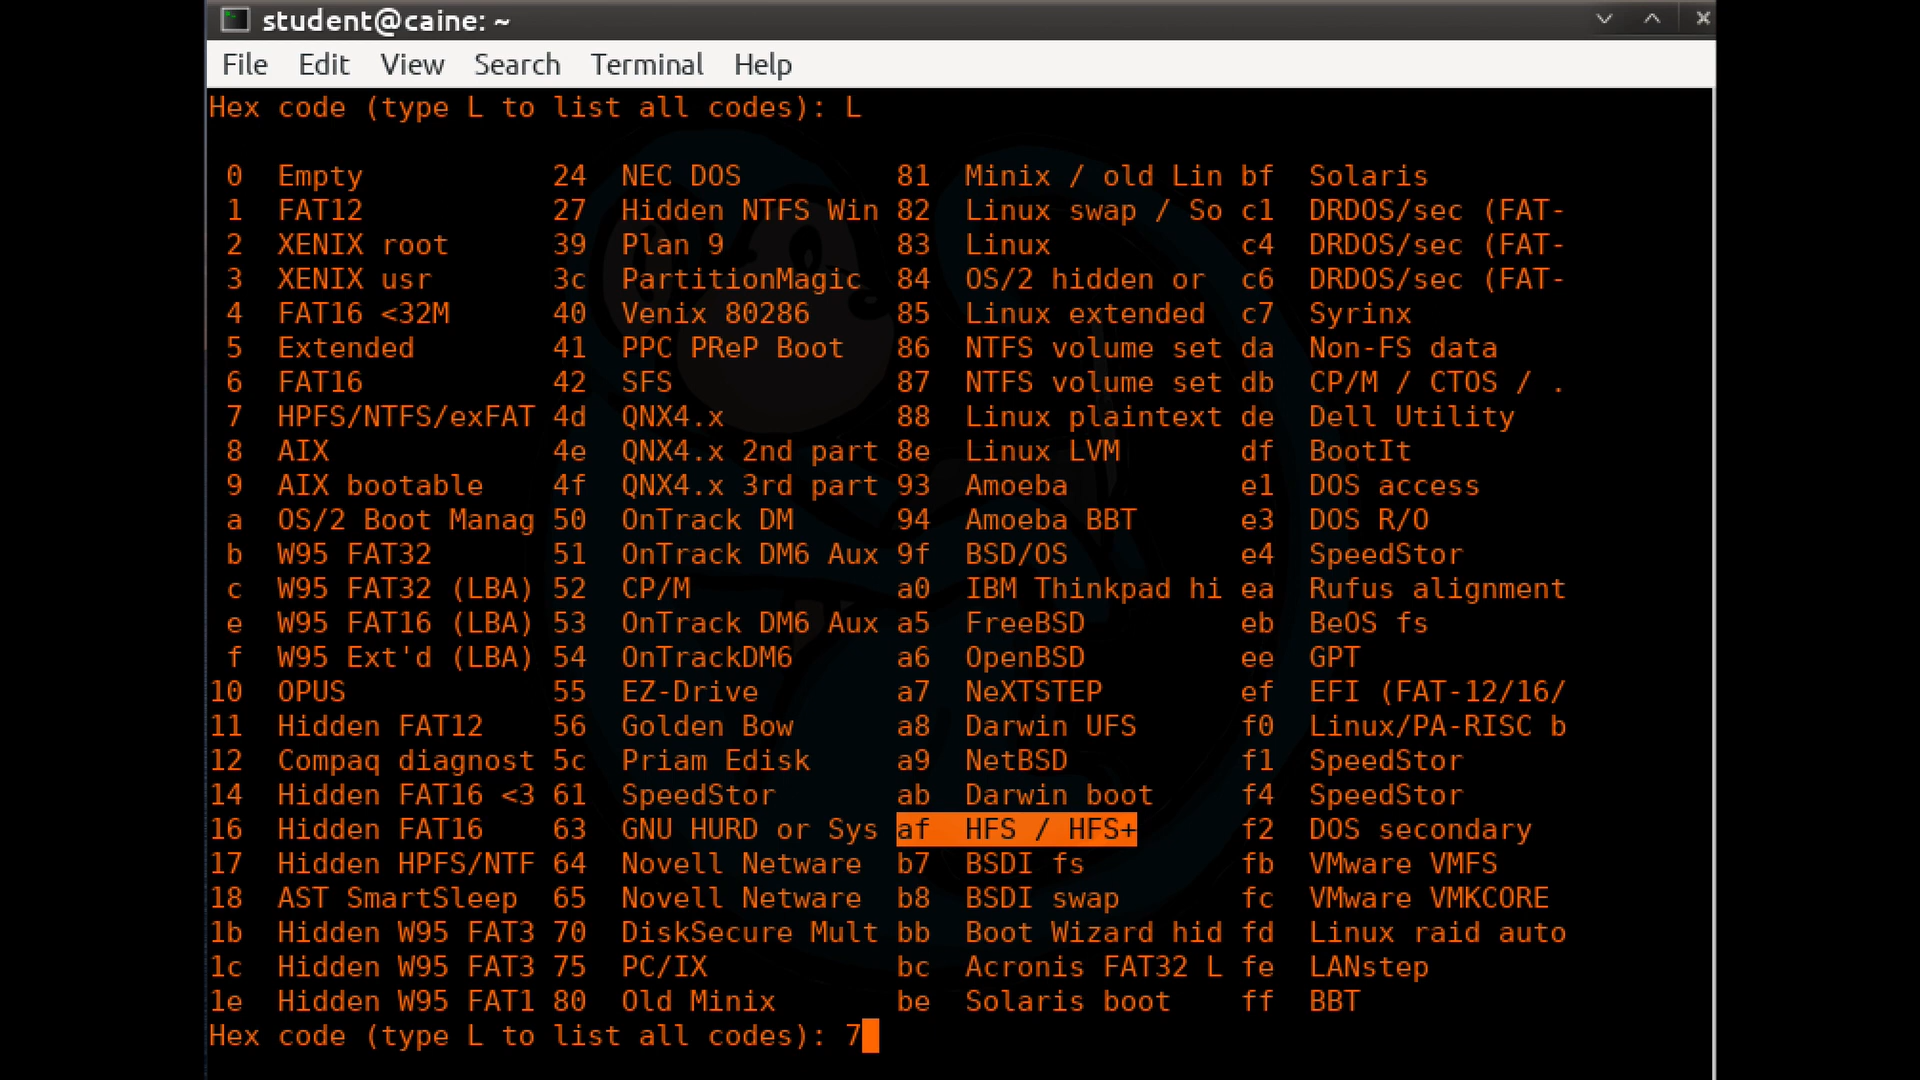 student@caine: ~
File Edit View Search Terminal Help
Hex code (type L to list all codes): L
0 Empty 24 NEC DOS 81 Minix / old Lin bf Solaris
1 FAT12 27 Hidden NTFS Win 82 Linux swap / So c1 DRDOS/sec (FAT-
2 XENIX root 39 Plan 9 83 Linux c4 DRDOS/sec (FAT-
3 XENIX usr 3c PartitionMagic 84 OS/2 hidden or c6 DRDOS/sec (FAT-
4 FAT16 <32M 40 Venix 80286 85 Linux extended c7 Syrinx
5 Extended 41 PPC PReP Boot 86 NTFS volume set da Non-FS data
6 FAT16 42 SFS 87 NTFS volume set db CP/M / CTOS / .
7 HPFS/NTFS/exFAT 4d QNX4.x 88 Linux plaintext de Dell Utility
8 AIX 4e QNX4.x 2nd part 8e Linux LVM df BootIt
9 AIX bootable 4f QNX4.x 3rd part 93 Amoeba e1 DOS access
a OS/2 Boot Manag 50 OnTrack DM 94 Amoeba BBT e3 DOS R/O
b W95 FAT32 51 OnTrack DM6 Aux 9f BSD/OS e4 SpeedStor
c W95 FAT32 (LBA) 52 CP/M a0 IBM Thinkpad hi ea Rufus alignment
e W95 FAT16 (LBA) 53 OnTrack DM6 Aux a5 FreeBSD eb BeOS fs
f W95 Ext'd (LBA) 54 OnTrackDM6 a6 OpenBSD ee GPT
10 OPUS 55 EZ-Drive a7 NeXTSTEP ef EFI (FAT-12/16/
11 Hidden FAT12 56 Golden Bow a8 Darwin UFS f0 Linux/PA-RISC b
12 Compaq diagnost 5c Priam Edisk a9 NetBSD f1 SpeedStor
14 Hidden FAT16 <3 61 SpeedStor ab Darwin boot f4 SpeedStor
16 Hidden FAT16 63 GNU HURD or Sys af HFS / HFS+ f2 DOS secondary
17 Hidden HPFS/NTF 64 Novell Netware b7 BSDI fs fb VMware VMFS
18 AST SmartSleep 65 Novell Netware b8 BSDI swap fc VMware VMKCORE
1b Hidden W95 FAT3 70 DiskSecure Mult bb Boot Wizard hid fd Linux raid auto
1c Hidden W95 FAT3 75 PC/IX bc Acronis FAT32 L fe LANstep
1e Hidden W95 FAT1 80 Old Minix be Solaris boot ff BBT
Hex code (type L to list all codes): 7